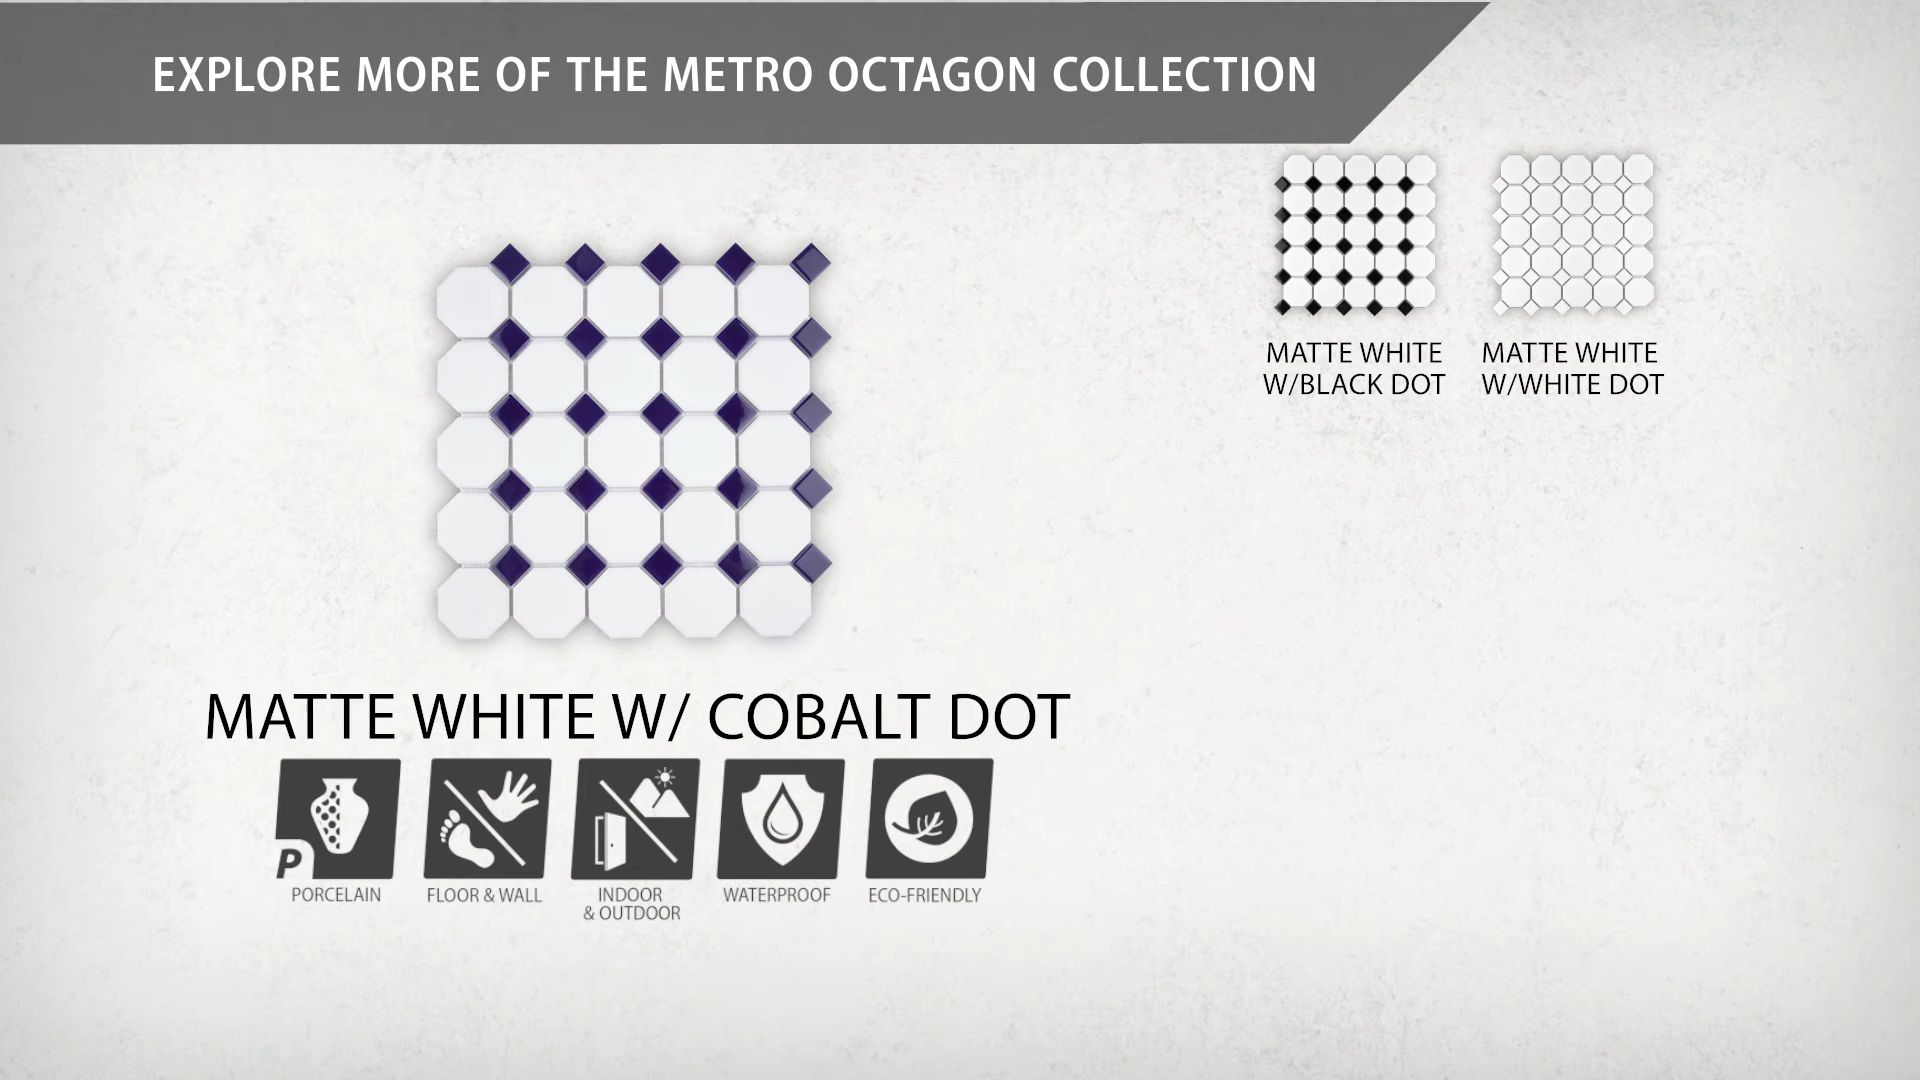 EXPLORE MORE OF THE METRO OCTAGON COLLECTION
MATTE WHITE
W/BLACK DOT
MATTE WHITE
W/WHITE DOT
MATTE WHITE W/ COBALT DOT
P
PORCELAIN
FLOOR & WALL
INDOOR
& OUTDOOR
WATERPROOF
ECO-FRIENDLY